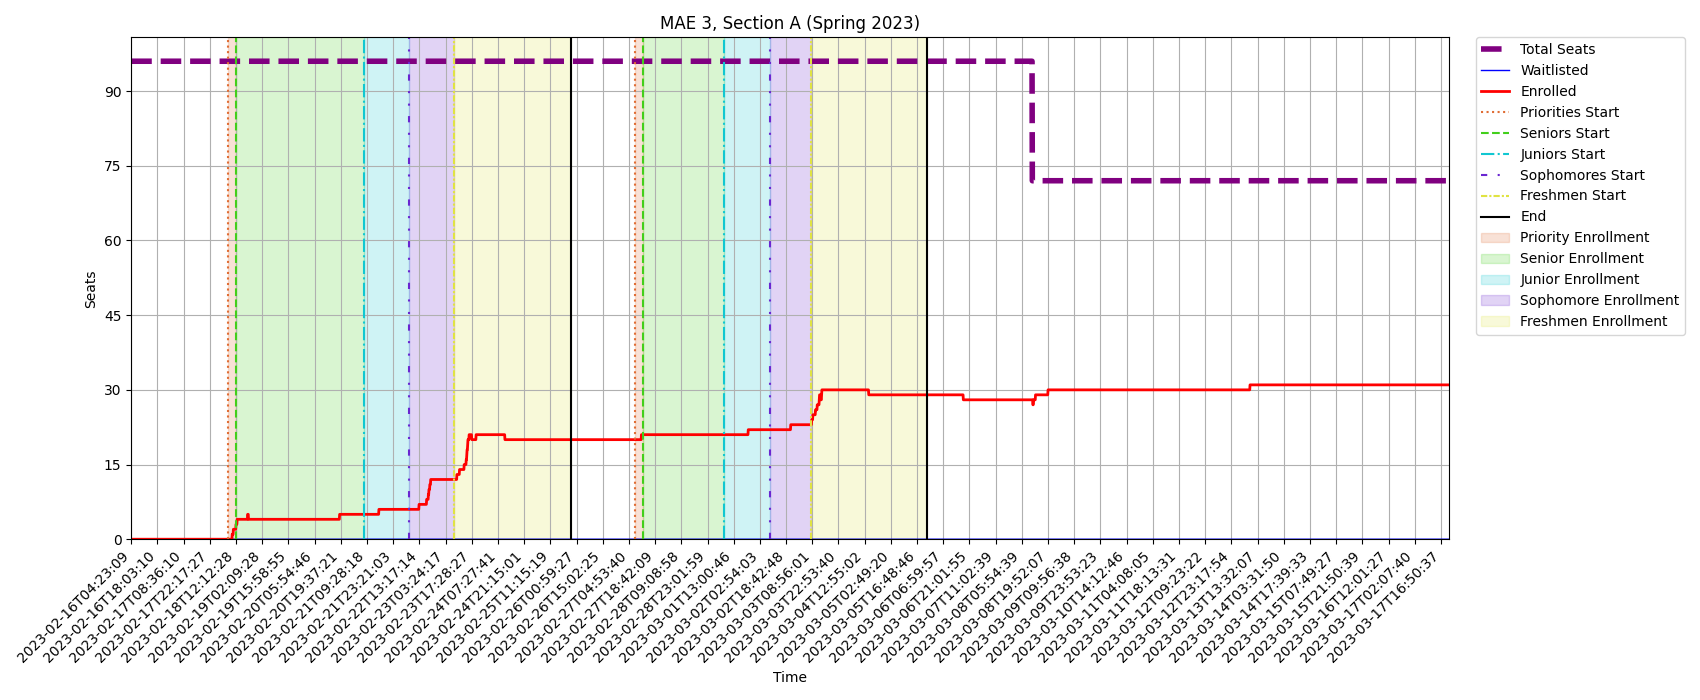 MAE 3, Section A (Spring 2023)
Seats
90
75
60
45
30
15
0
2023-02-16T04:23:09
2023-02-16T18:03:10
2023-02-17T08:36:10
2023-02-17T22:17:27
2023-02-18T12:12:28
2023-02-19T02:09:28
2023-02-19T15:58:55
2023-02-20T05:54:46
2023-02-20T19:37:21
2023-02-21T09:28:18
2023-02-21T23:21:03
2023-02-22T13:17:14
2023-02-23T03:24:17
2023-02-23T17:28:27
2023-02-24T07:27:41
2023-02-24T21:15:01
2023-02-25T11:15:19
2023-02-26T00:59:27
2023-02-26T15:02:25
2023-02-27T04:53:40
2023-02-27T18:42:09
2023-02-28T09:08:58
2023-02-28T23:01:59
2023-03-01T13:00:46
2023-03-02T02:54:03
2023-03-02T18:42:48
2023-03-03T08:56:01
2023-03-03T22:53:40
2023-03-04T12:55:02
2023-03-05T02:49:20
2023-03-05T16:48:46
2023-03-06T06:59:57
2023-03-06T21:01:55
2023-03-07T11:02:39
2023-03-08T05:54:39
2023-03-08T19:52:07
2023-03-09T09:56:38
2023-03-09T23:53:23
2023-03-10T14:12:46
2023-03-11T04:08:05
2023-03-11T18:13:31
2023-03-12T09:23:22
2023-03-12T23:17:54
2023-03-13T13:32:07
2023-03-14T03:31:50
2023-03-14T17:39:33
2023-03-15T07:49:27
2023-03-15T21:50:39
2023-03-16T12:01:27
2023-03-17T02:07:40
2023-03-17T16:50:37
Time
Total Seats
Waitlisted
Enrolled
Priorities Start
Seniors Start
Juniors Start
Sophomores Start
Freshmen Start
End
Priority Enrollment
Senior Enrollment
Junior Enrollment
Sophomore Enrollment
Freshmen Enrollment